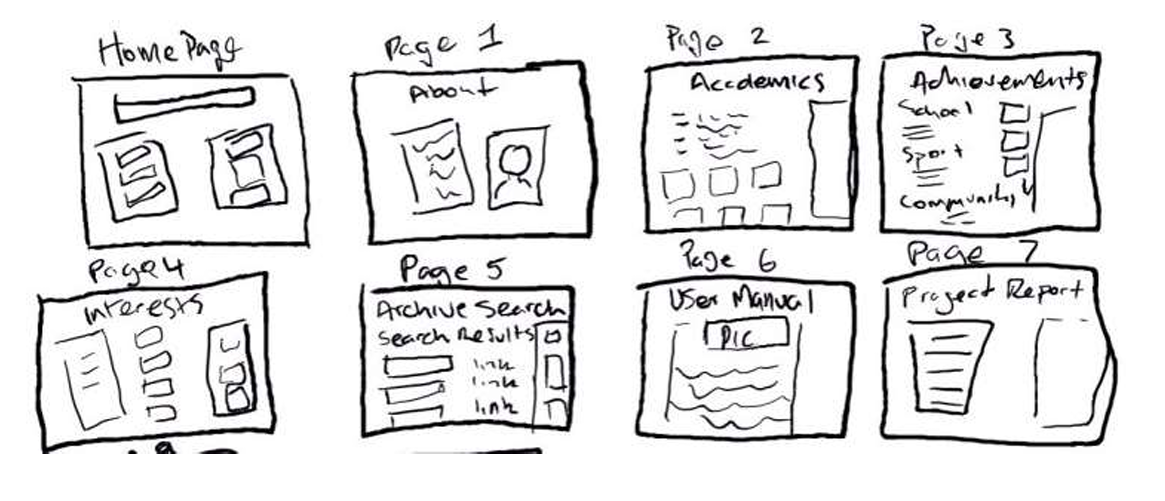 Home Page
Page 1
About
Page 2
Accdemics
Page 3
Achievements
School
Sport
Community
Page 4
Interests
Page 5
Archive Search
Search Results
link
link
link
Page 6
User Manual
Pic
Page 7
Project Report